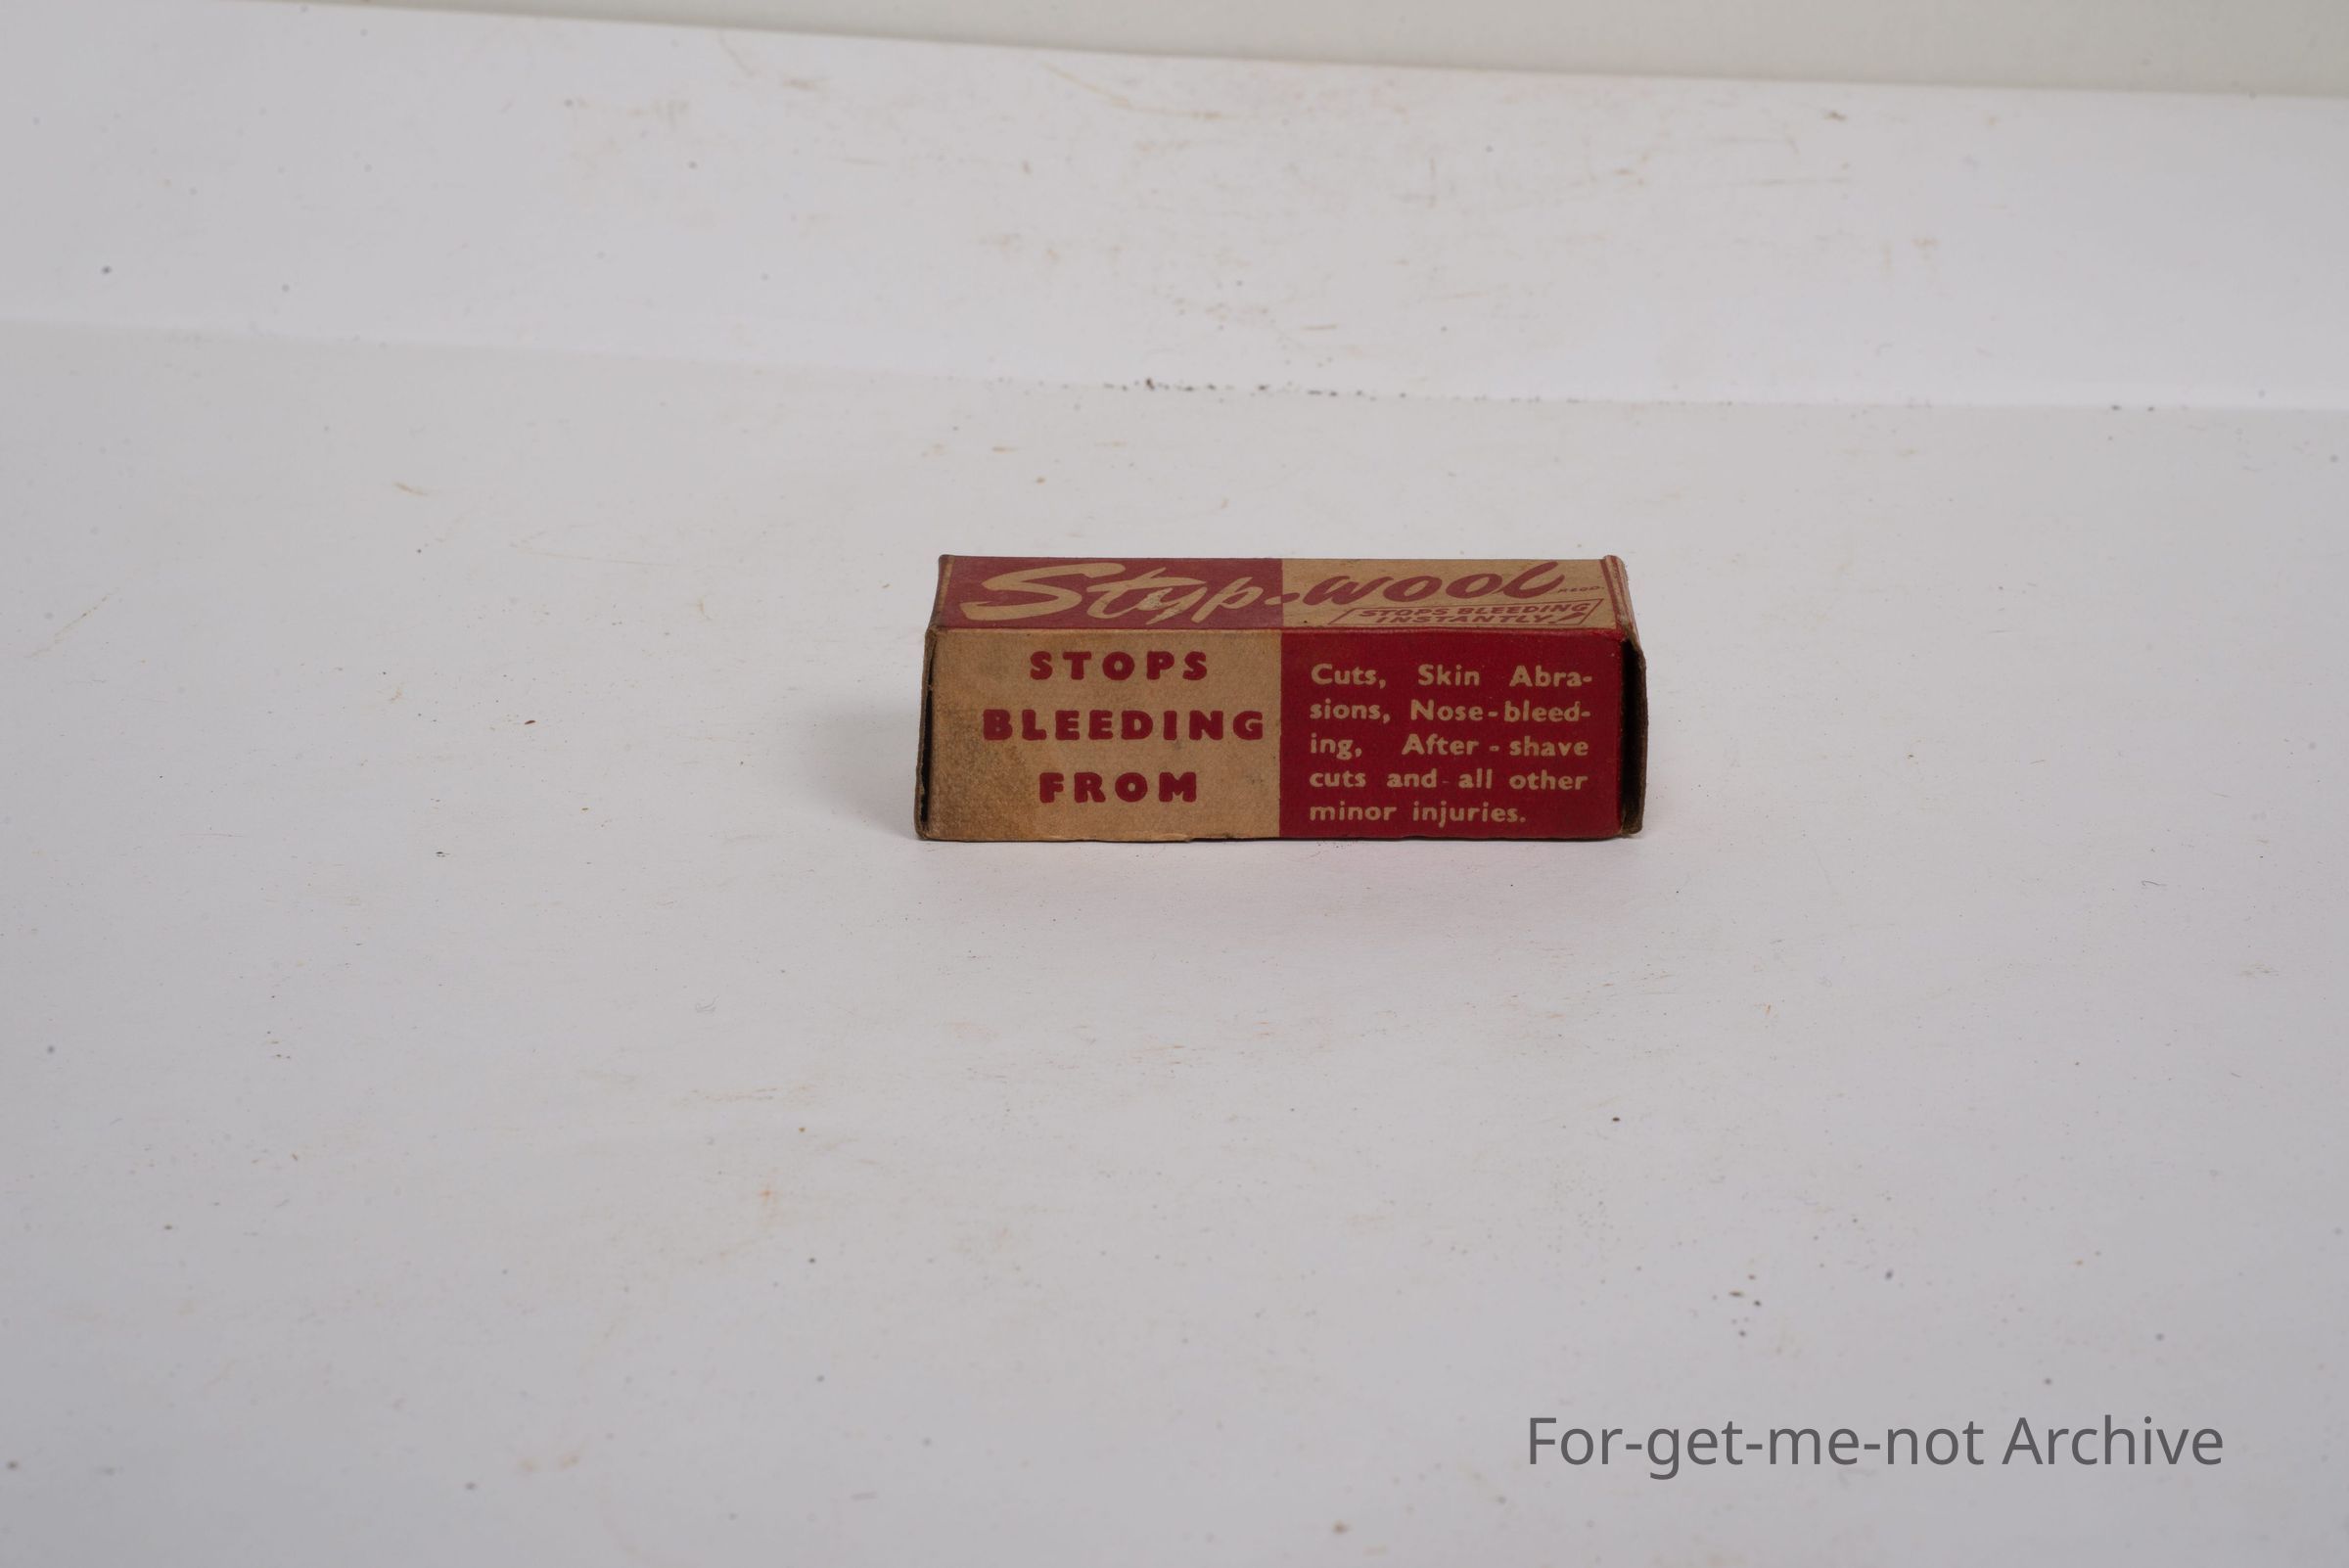 Styp-wool REGD.
STOPS BLEEDING
INSTANTLY.
STOPS
BLEEDING
FROM
Cuts, Skin Abra-
sions, Nose-bleed-
ing, After-shave
cuts and all other
minor injuries.
For-get-me-not Archive